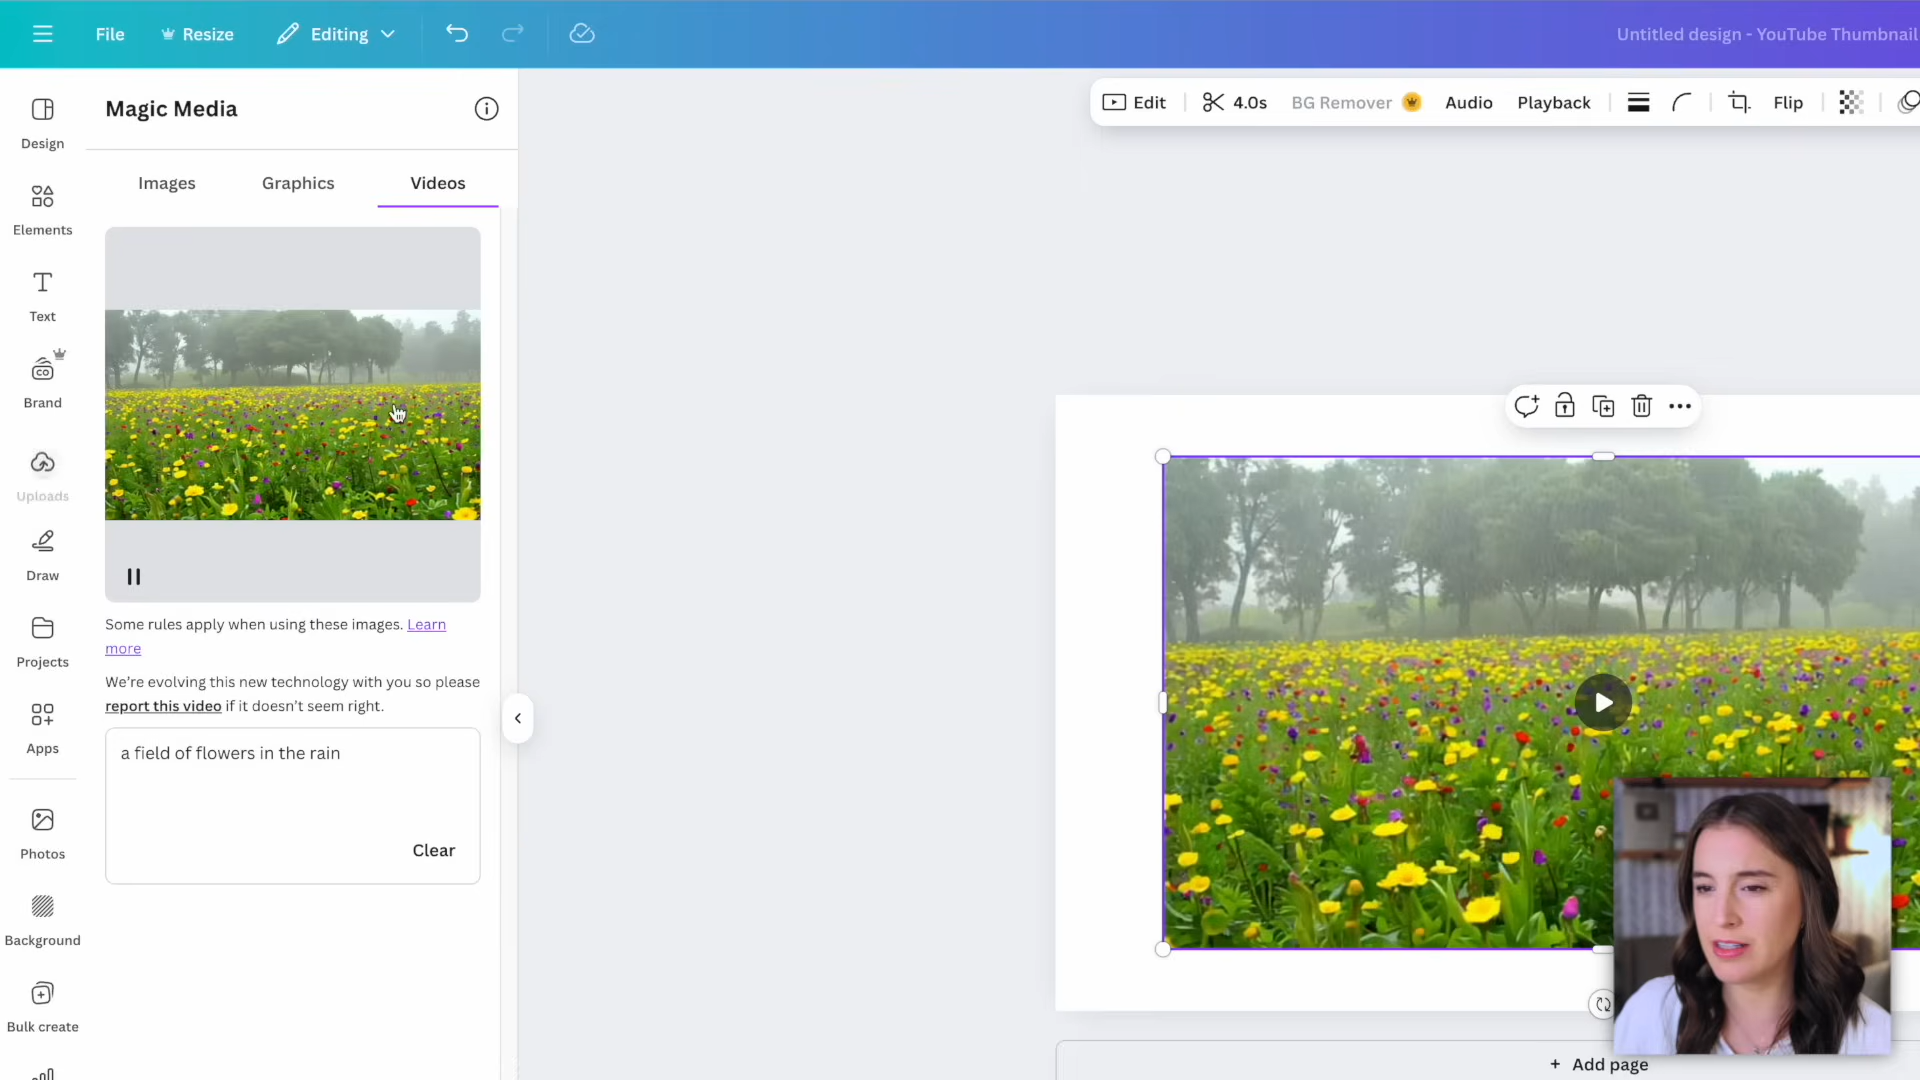 File
Resize
Editing
Untitled design - YouTube Thumbnail
Design
Elements
Text
Brand
CO
Uploads
Draw
Projects
Apps
Photos
Background
Bulk create
Magic Media
Images
Graphics
Videos
Some rules apply when using these images. Learn
more
We're evolving this new technology with you so please
report this video if it doesn't seem right.
a field of flowers in the rain
Clear
Edit
4.0s
BG Remover
Audio
Playback
Flip
+ Add page